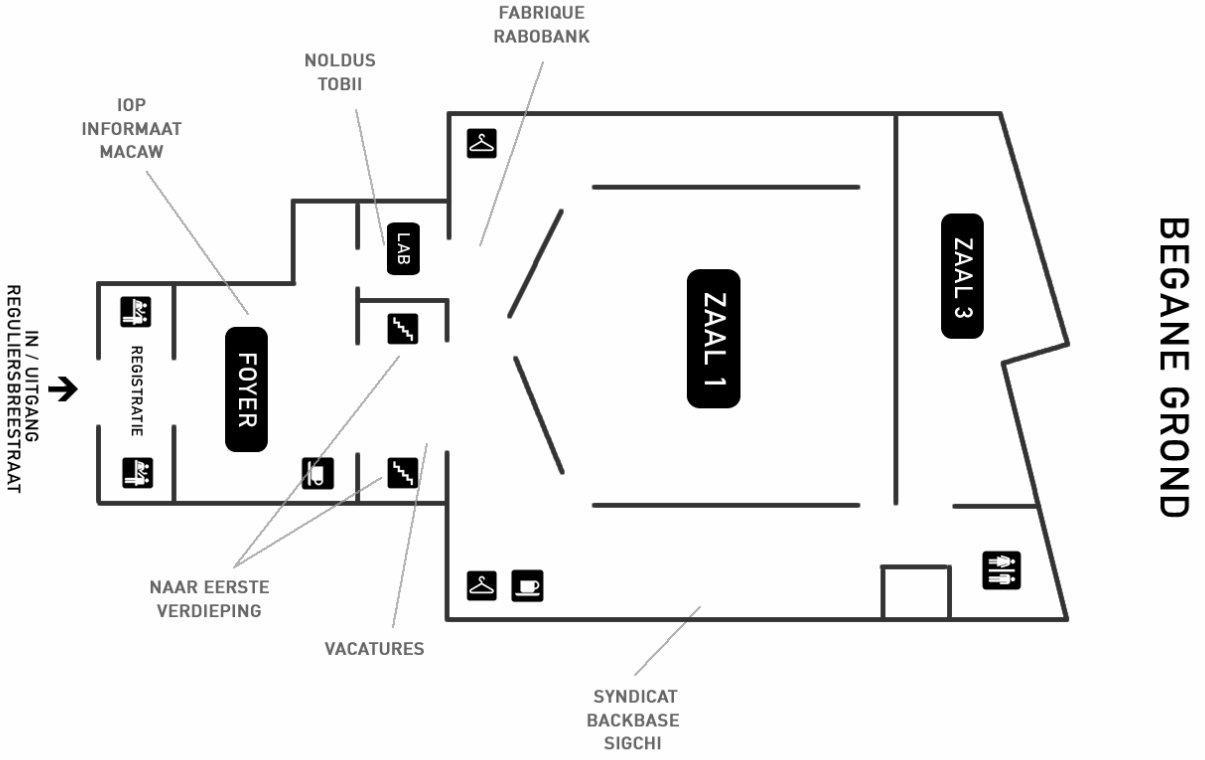 FABRIQUE
RABOBANK
NOLDUS
TOBII
IOP
INFORMAAT
MACAW
LAB
ZAAL 3
ZAAL 1
BEGANE GROND
IN / UITGANG
REGULIERSBREESTRAAT
REGISTRATIE
FOYER
NAAR EERSTE
VERDIEPING
VACATURES
SYNDICAT
BACKBASE
SIGCHI